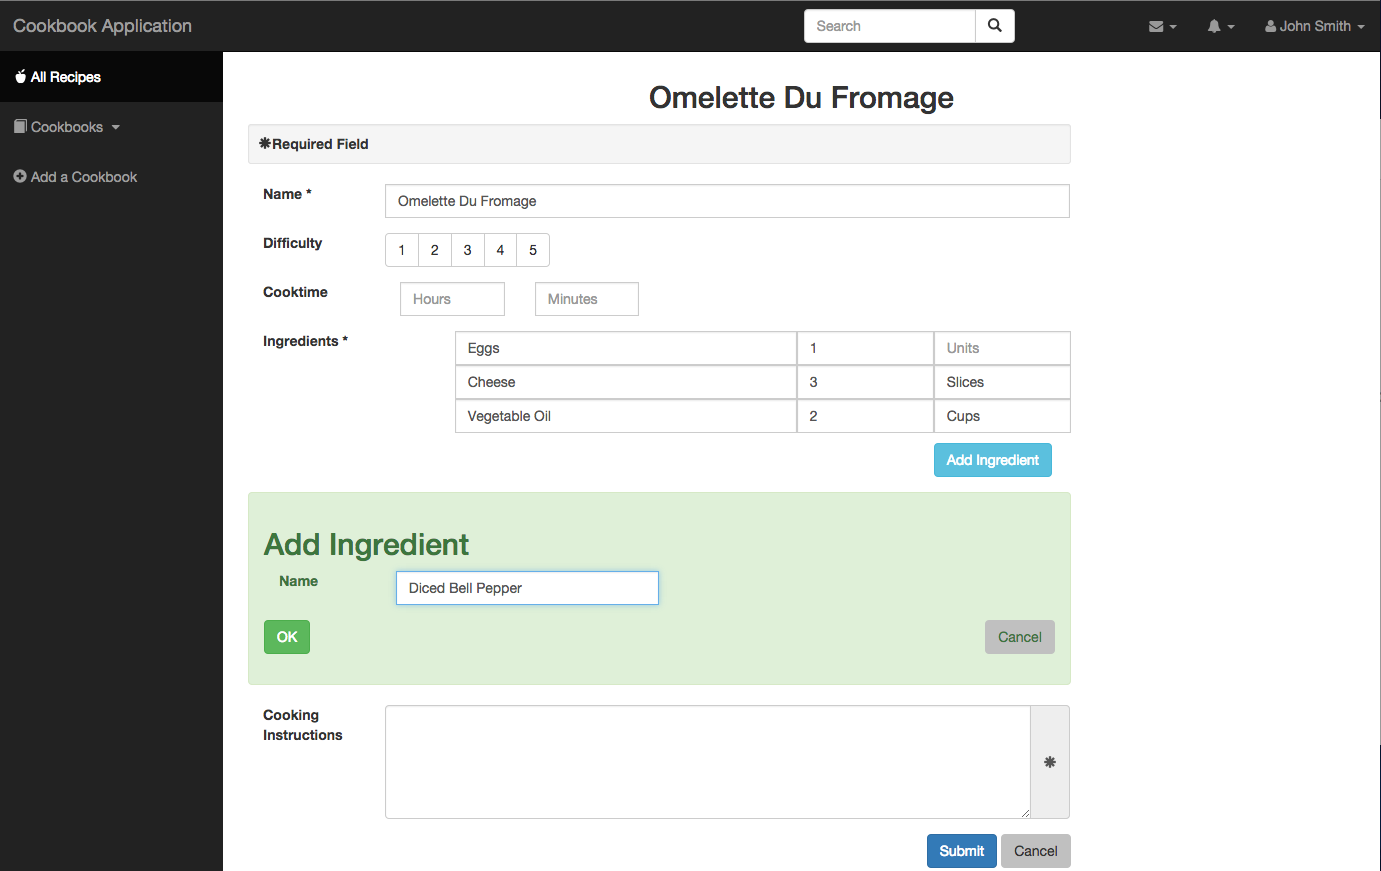 Cookbook Application
Search
John Smith
All Recipes
Cookbooks
Add a Cookbook
Omelette Du Fromage
✱Required Field
Name *
Omelette Du Fromage
Difficulty
1 2 3 4 5
Cooktime
Hours Minutes
Ingredients *
Eggs 1 Units
Cheese 3 Slices
Vegetable Oil 2 Cups
Add Ingredient
Add Ingredient
Name
Diced Bell Pepper
OK
Cancel
Cooking
Instructions
✱
Submit
Cancel